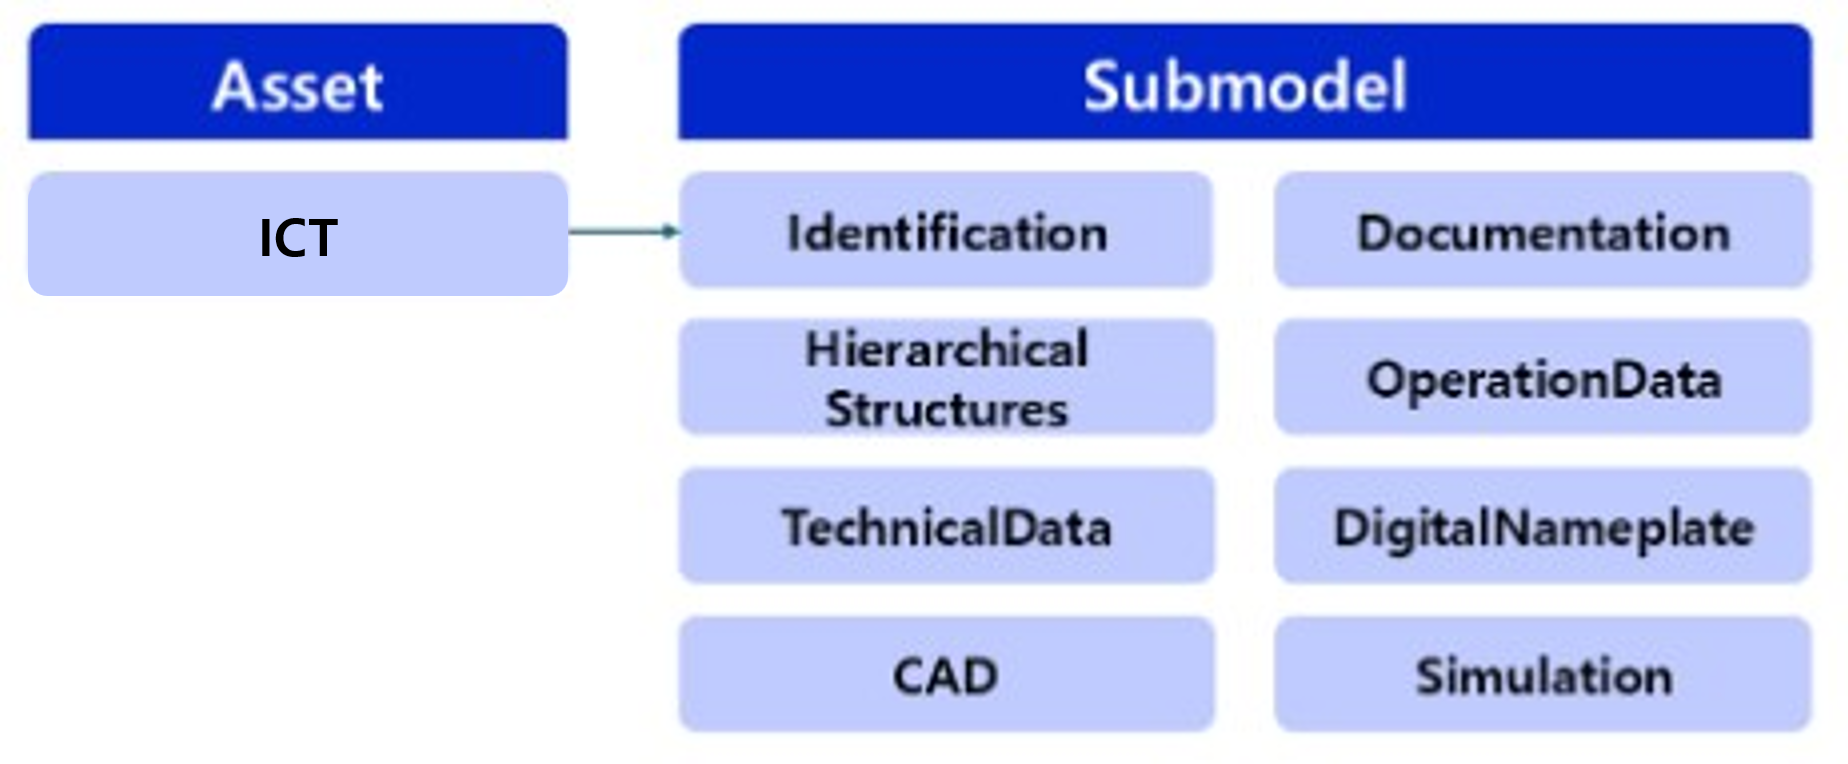 Asset
Submodel
ICT
Identification
Documentation
Hierarchical
Structures
OperationData
TechnicalData
DigitalNameplate
CAD
Simulation